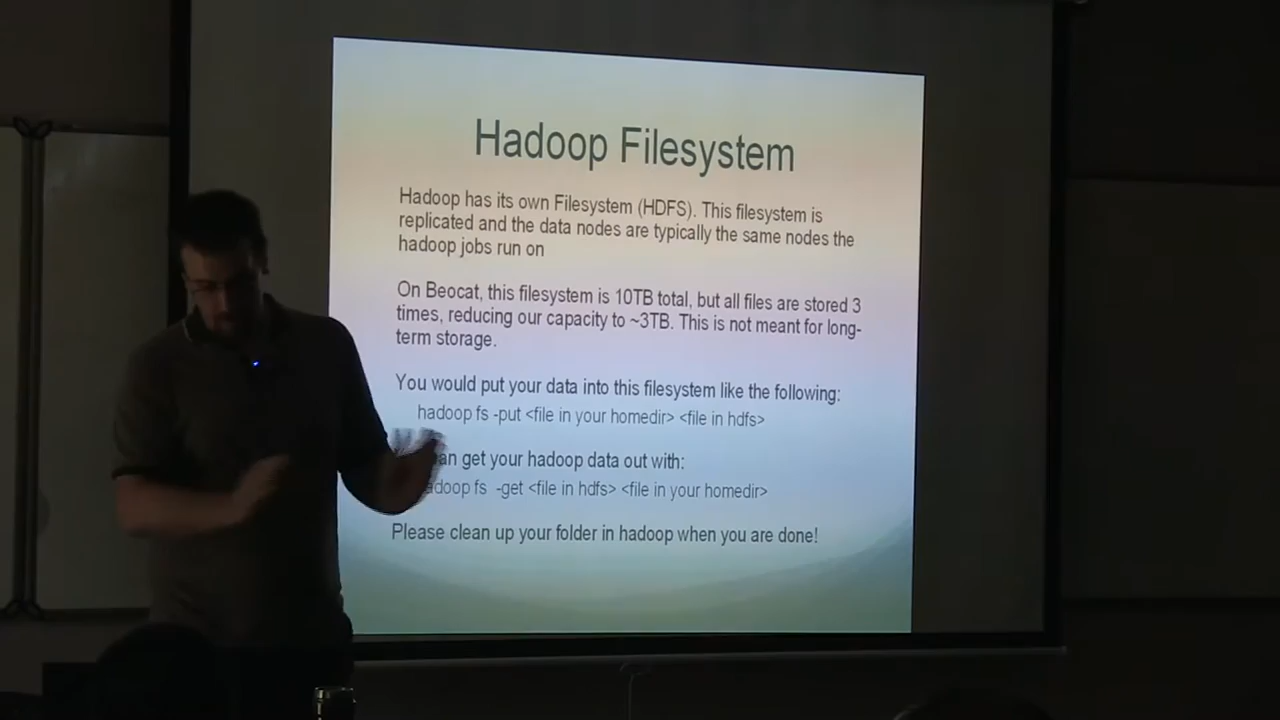 Hadoop Filesystem
Hadoop has its own Filesystem (HDFS). This filesystem is
replicated and the data nodes are typically the same nodes the
hadoop jobs run on
On Beocat, this filesystem is 10TB total, but all files are stored 3
times, reducing our capacity to ~3TB. This is not meant for long-
term storage.
You would put your data into this filesystem like the following:
hadoop fs -put <file in your homedir> <file in hdfs>
get your hadoop data out with:
fs -get <file in hdfs> <file in your homedir>
Please clean up your folder in hadoop when you are done!